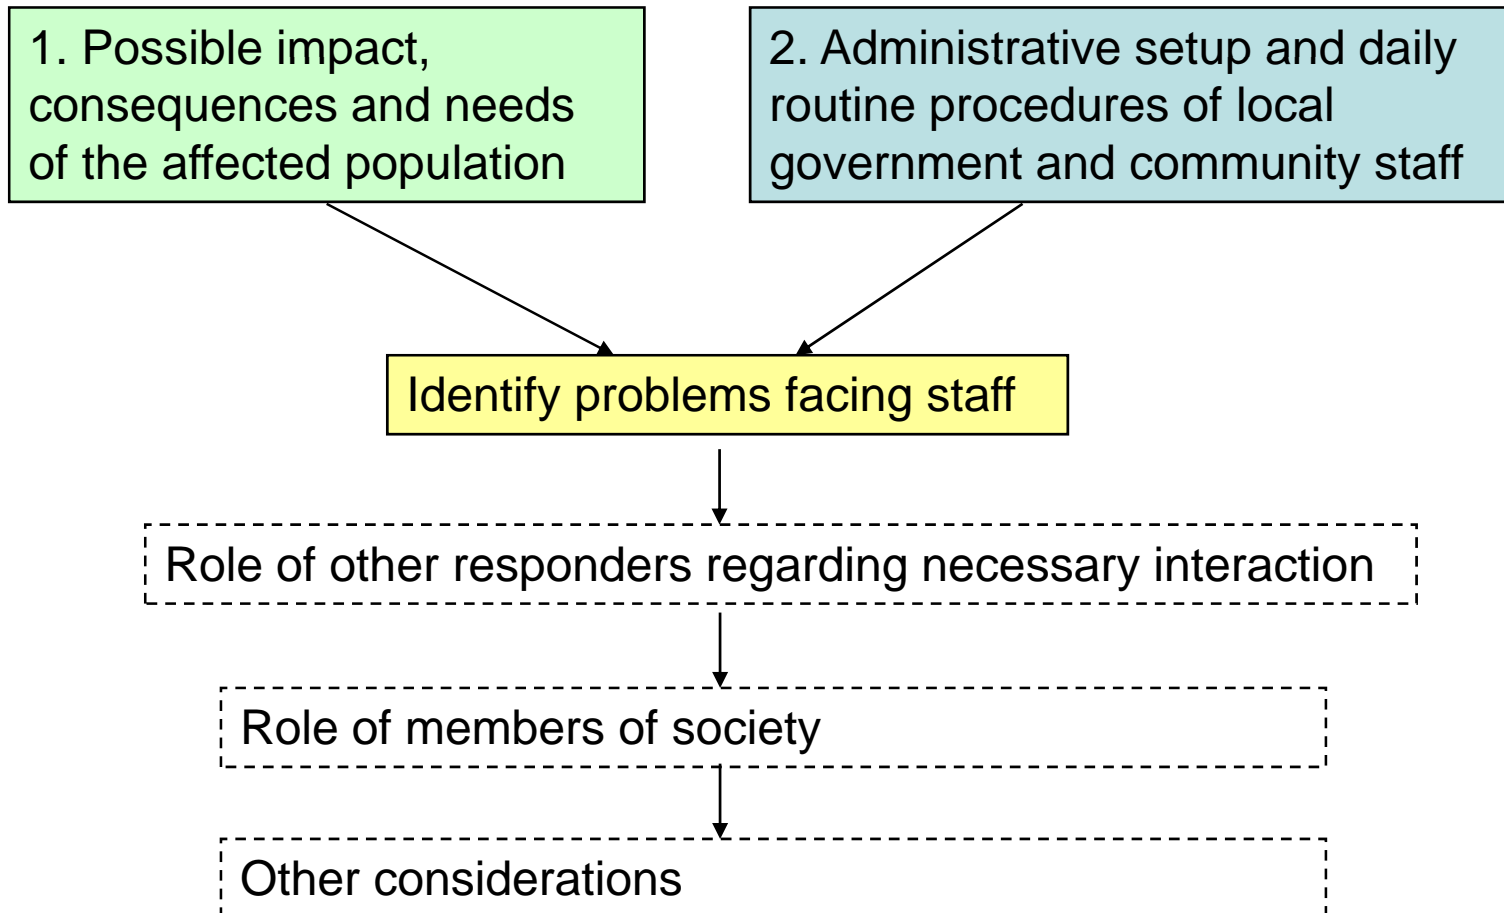 1. Possible impact,
consequences and needs
of the affected population
2. Administrative setup and daily
routine procedures of local
government and community staff
Identify problems facing staff
Role of other responders regarding necessary interaction
Role of members of society
Other considerations